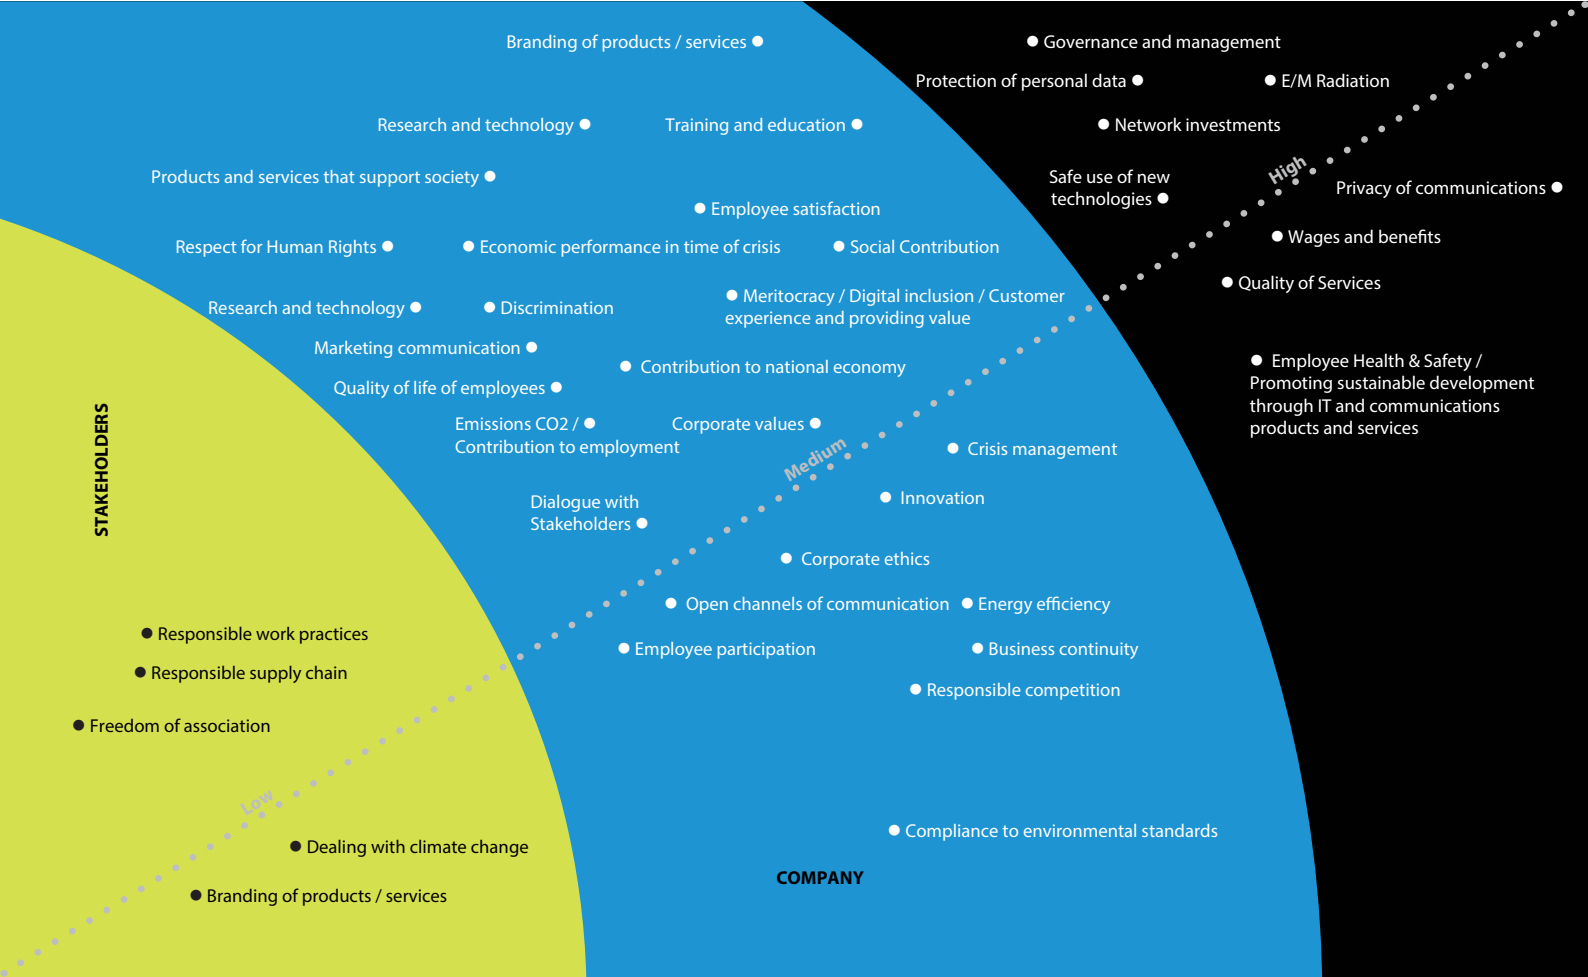 Branding of products / services
Governance and management
Protection of personal data
E/M Radiation
Research and technology
Training and education
Network investments
High
Products and services that support society
Safe use of new
technologies
Privacy of communications
Employee satisfaction
Wages and benefits
Respect for Human Rights
Economic performance in time of crisis
Social Contribution
Quality of Services
Research and technology
Discrimination
Meritocracy / Digital inclusion / Customer
experience and providing value
Marketing communication
Contribution to national economy
Employee Health & Safety /
Promoting sustainable development
through IT and communications
products and services
Quality of life of employees
STAKEHOLDERS
Emissions CO2 /
Contribution to employment
Corporate values
Medium
Crisis management
Dialogue with
Stakeholders
Innovation
Corporate ethics
Open channels of communication
Energy efficiency
Responsible work practices
Employee participation
Business continuity
Responsible supply chain
Responsible competition
Freedom of association
Low
Compliance to environmental standards
Dealing with climate change
COMPANY
Branding of products / services